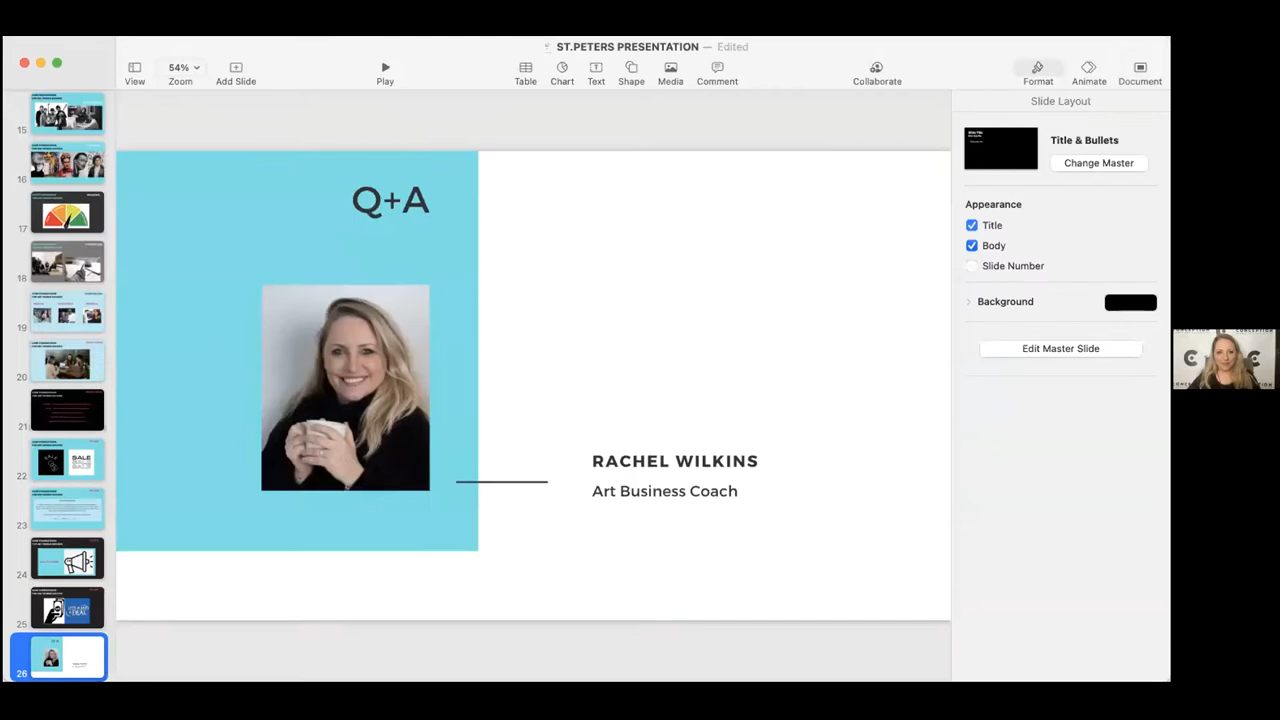 ST.PETERS PRESENTATION — Edited
54%
View
Zoom
Add Slide
Play
Table
Chart
Text
Shape
Media
Comment
Collaborate
Format
Animate
Document
15
16
17
18
19
20
21
22
23
24
25
26
SALE
Q+A
RACHEL WILKINS
Art Business Coach
Slide Layout
Title & Bullets
Change Master
Appearance
Title
Body
Slide Number
Background
Edit Master Slide